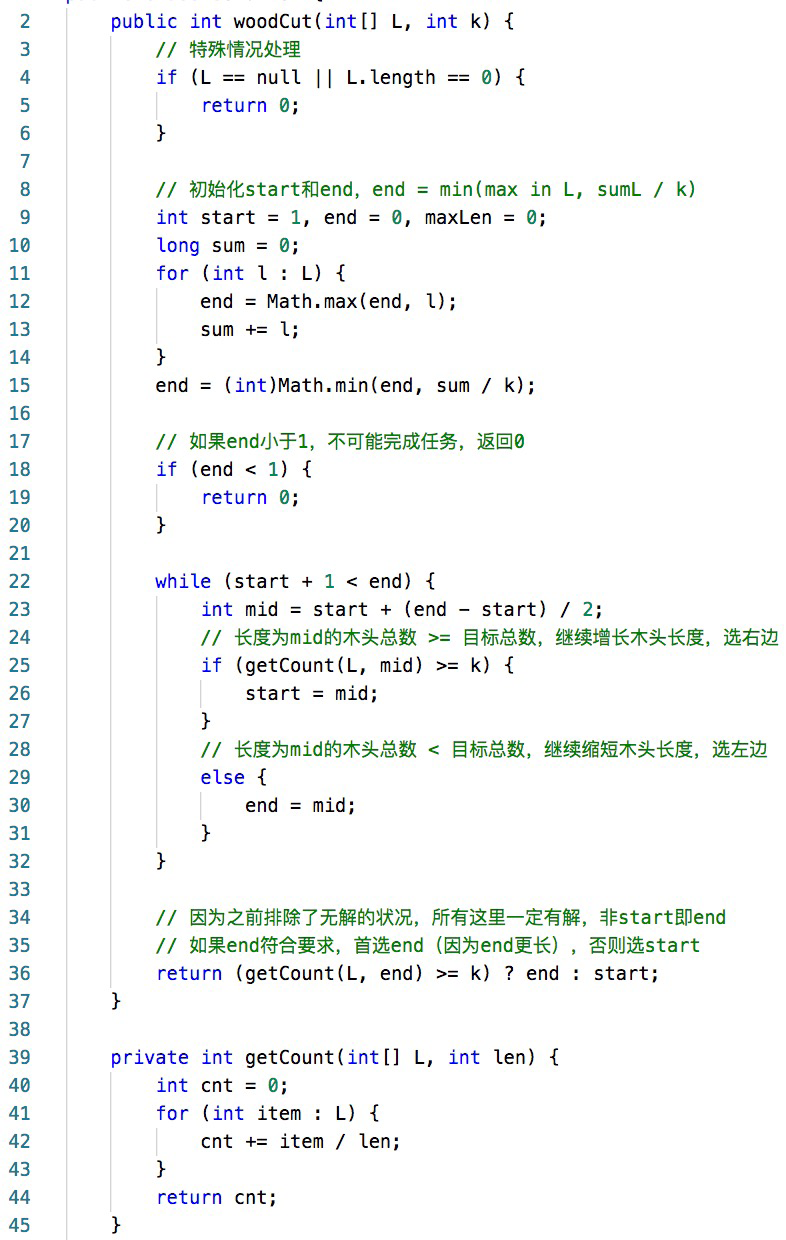 2 public int woodCut(int[] L, int k) {
3 // 特殊情况处理
4 if (L == null || L.length == 0) {
5 return 0;
6 }
7
8 // 初始化start和end，end = min(max in L, sumL / k)
9 int start = 1, end = 0, maxLen = 0;
10 long sum = 0;
11 for (int l : L) {
12 end = Math.max(end, l);
13 sum += l;
14 }
15 end = (int)Math.min(end, sum / k);
16
17 // 如果end小于1，不可能完成任务，返回0
18 if (end < 1) {
19 return 0;
20 }
21
22 while (start + 1 < end) {
23 int mid = start + (end - start) / 2;
24 // 长度为mid的木头总数 >= 目标总数，继续增长木头长度，选右边
25 if (getCount(L, mid) >= k) {
26 start = mid;
27 }
28 // 长度为mid的木头总数 < 目标总数，继续缩短木头长度，选左边
29 else {
30 end = mid;
31 }
32 }
33
34 // 因为之前排除了无解的状况，所有这里一定有解，非start即end
35 // 如果end符合要求，首选end（因为end更长），否则选start
36 return (getCount(L, end) >= k) ? end : start;
37 }
38
39 private int getCount(int[] L, int len) {
40 int cnt = 0;
41 for (int item : L) {
42 cnt += item / len;
43 }
44 return cnt;
45 }